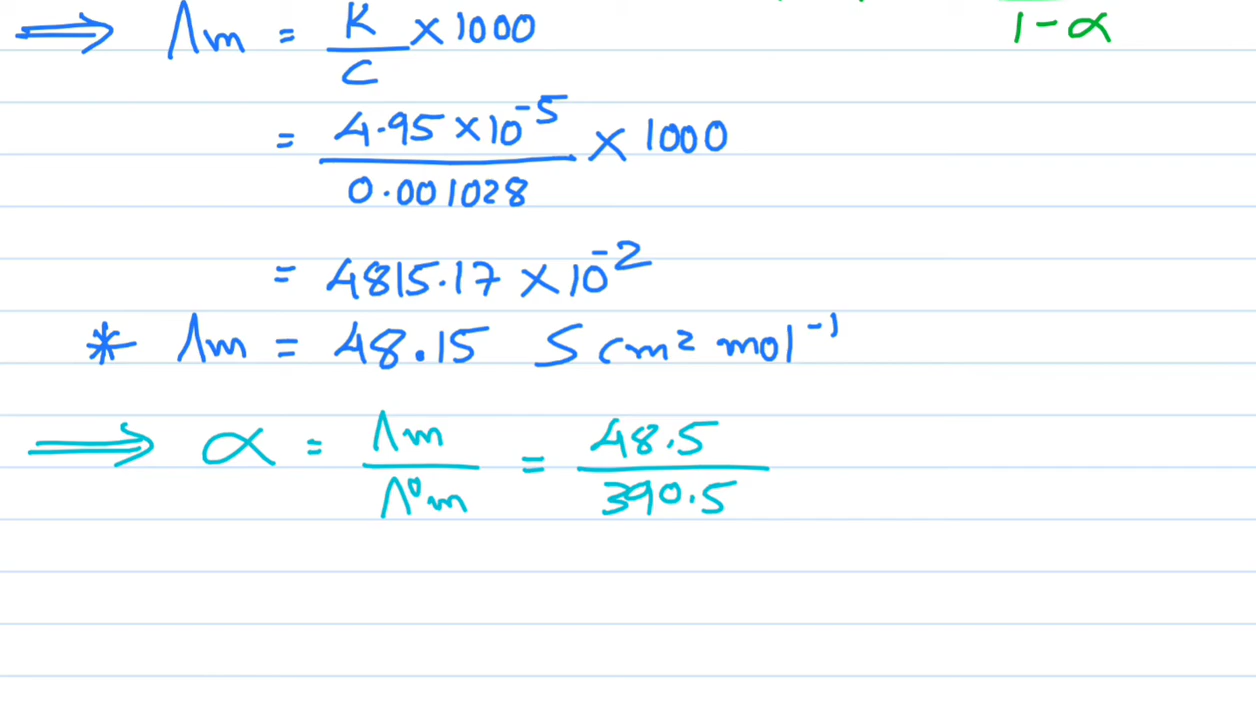 1-α
⟹ Λm = K/C × 1000
= 4.95 × 10⁻⁵/0.001028 × 1000
= 4815.17 × 10⁻²
* Λm = 48.15 S cm² mol⁻¹
⟹ α = Λm/Λ⁰m = 48.5/390.5